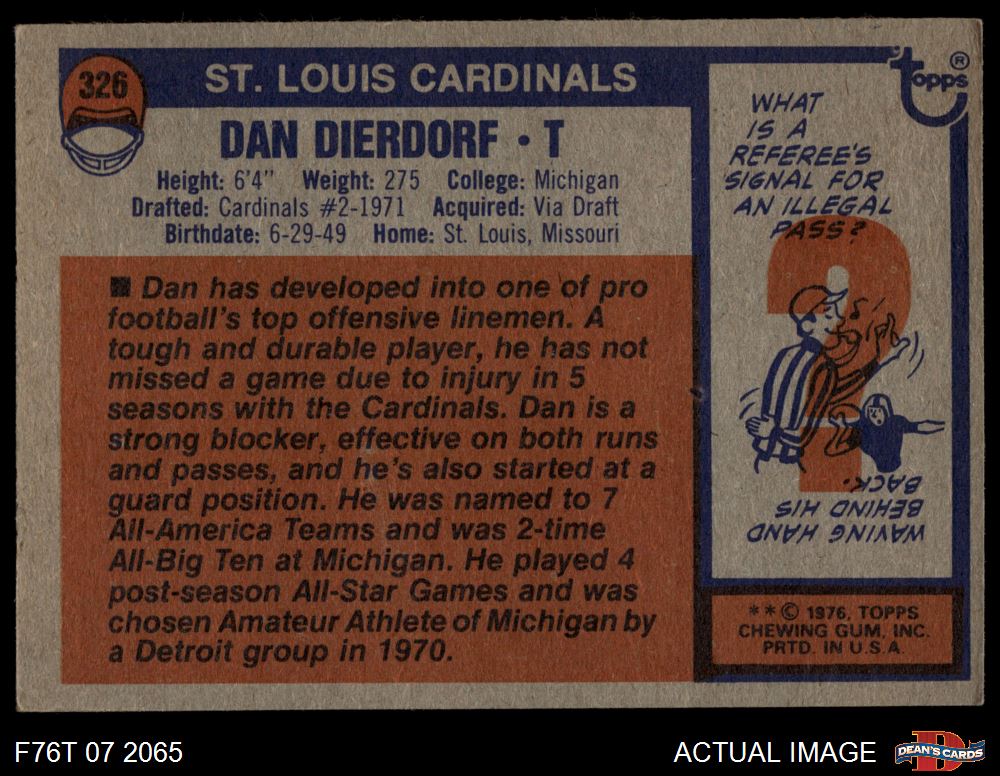 326
ST. LOUIS CARDINALS
DAN DIERDORF • T
Height: 6'4" Weight: 275 College: Michigan
Drafted: Cardinals #2-1971 Acquired: Via Draft
Birthdate: 6-29-49 Home: St. Louis, Missouri
■ Dan has developed into one of pro
football's top offensive linemen. A
tough and durable player, he has not
missed a game due to injury in 5
seasons with the Cardinals. Dan is a
strong blocker, effective on both runs
and passes, and he's also started at a
guard position. He was named to 7
All-America Teams and was 2-time
All-Big Ten at Michigan. He played 4
post-season All-Star Games and was
chosen Amateur Athlete of Michigan by
a Detroit group in 1970.
topps®
WHAT
IS A
REFEREE'S
SIGNAL FOR
AN ILLEGAL
PASS?
?
WAVING HAND
BEHIND HIS
BACK.
**© 1976, TOPPS
CHEWING GUM, INC.
PRTD. IN U.S.A.
F76T 07 2065
ACTUAL IMAGE
D
DEAN'S CARDS